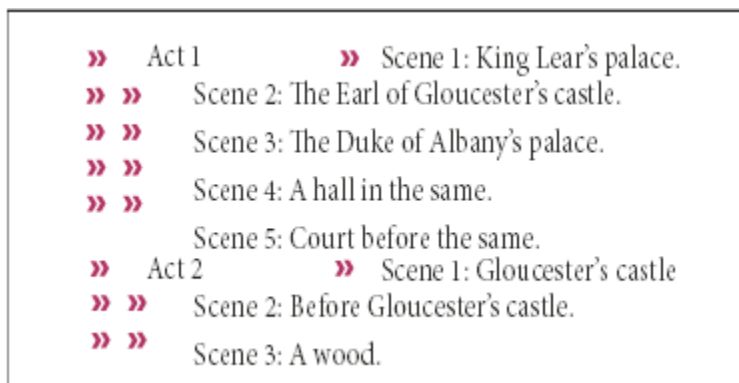 » Act 1 » Scene 1: King Lear's palace.
» » Scene 2: The Earl of Gloucester's castle.
» » Scene 3: The Duke of Albany's palace.
» » Scene 4: A hall in the same.
» » Scene 5: Court before the same.
» Act 2 » Scene 1: Gloucester's castle
» » Scene 2: Before Gloucester's castle.
» » Scene 3: A wood.